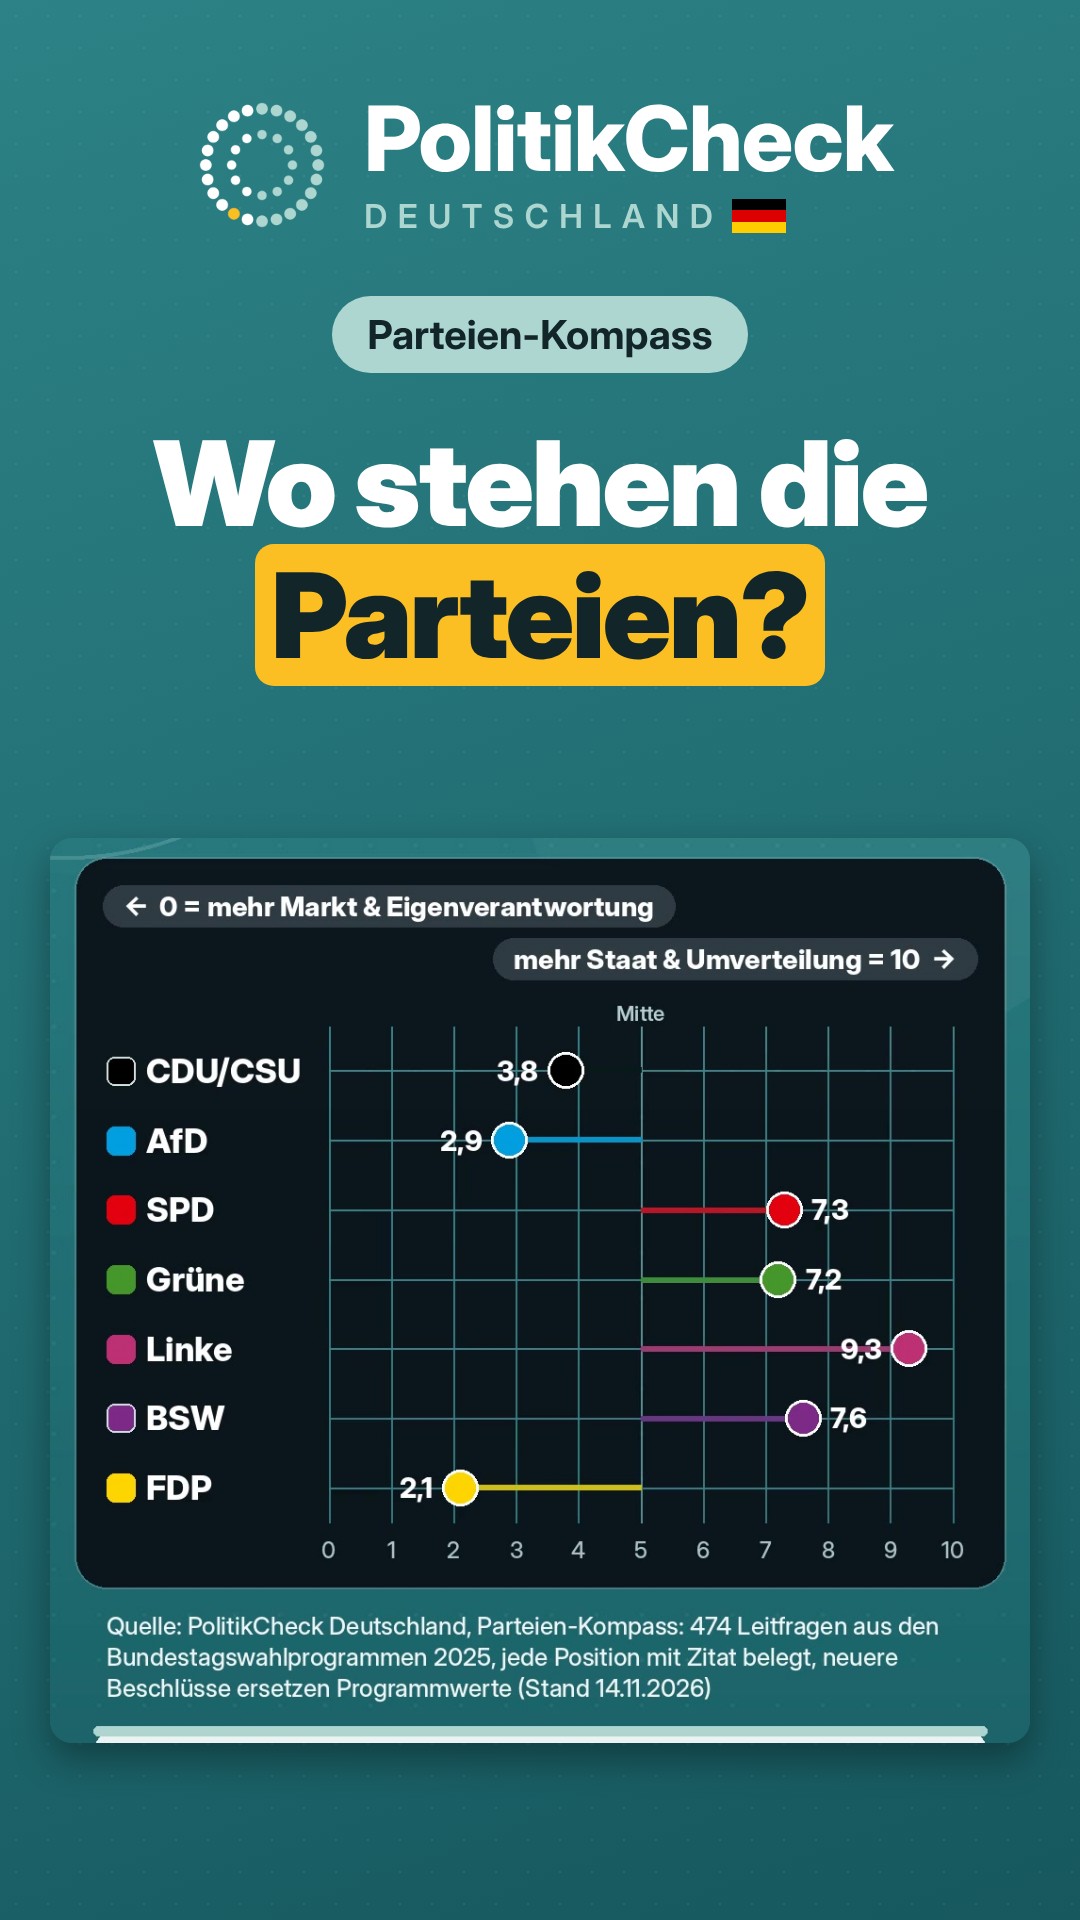 PolitikCheck
DEUTSCHLAND
Parteien-Kompass
Wo stehen die
Parteien?
← 0 = mehr Markt & Eigenverantwortung
mehr Staat & Umverteilung = 10 →
Mitte
CDU/CSU 3,8
AfD 2,9
SPD 7,3
Grüne 7,2
Linke 9,3
BSW 7,6
FDP 2,1
0 1 2 3 4 5 6 7 8 9 10
Quelle: PolitikCheck Deutschland, Parteien-Kompass: 474 Leitfragen aus den
Bundestagswahlprogrammen 2025, jede Position mit Zitat belegt, neuere
Beschlüsse ersetzen Programmwerte (Stand 14.11.2026)